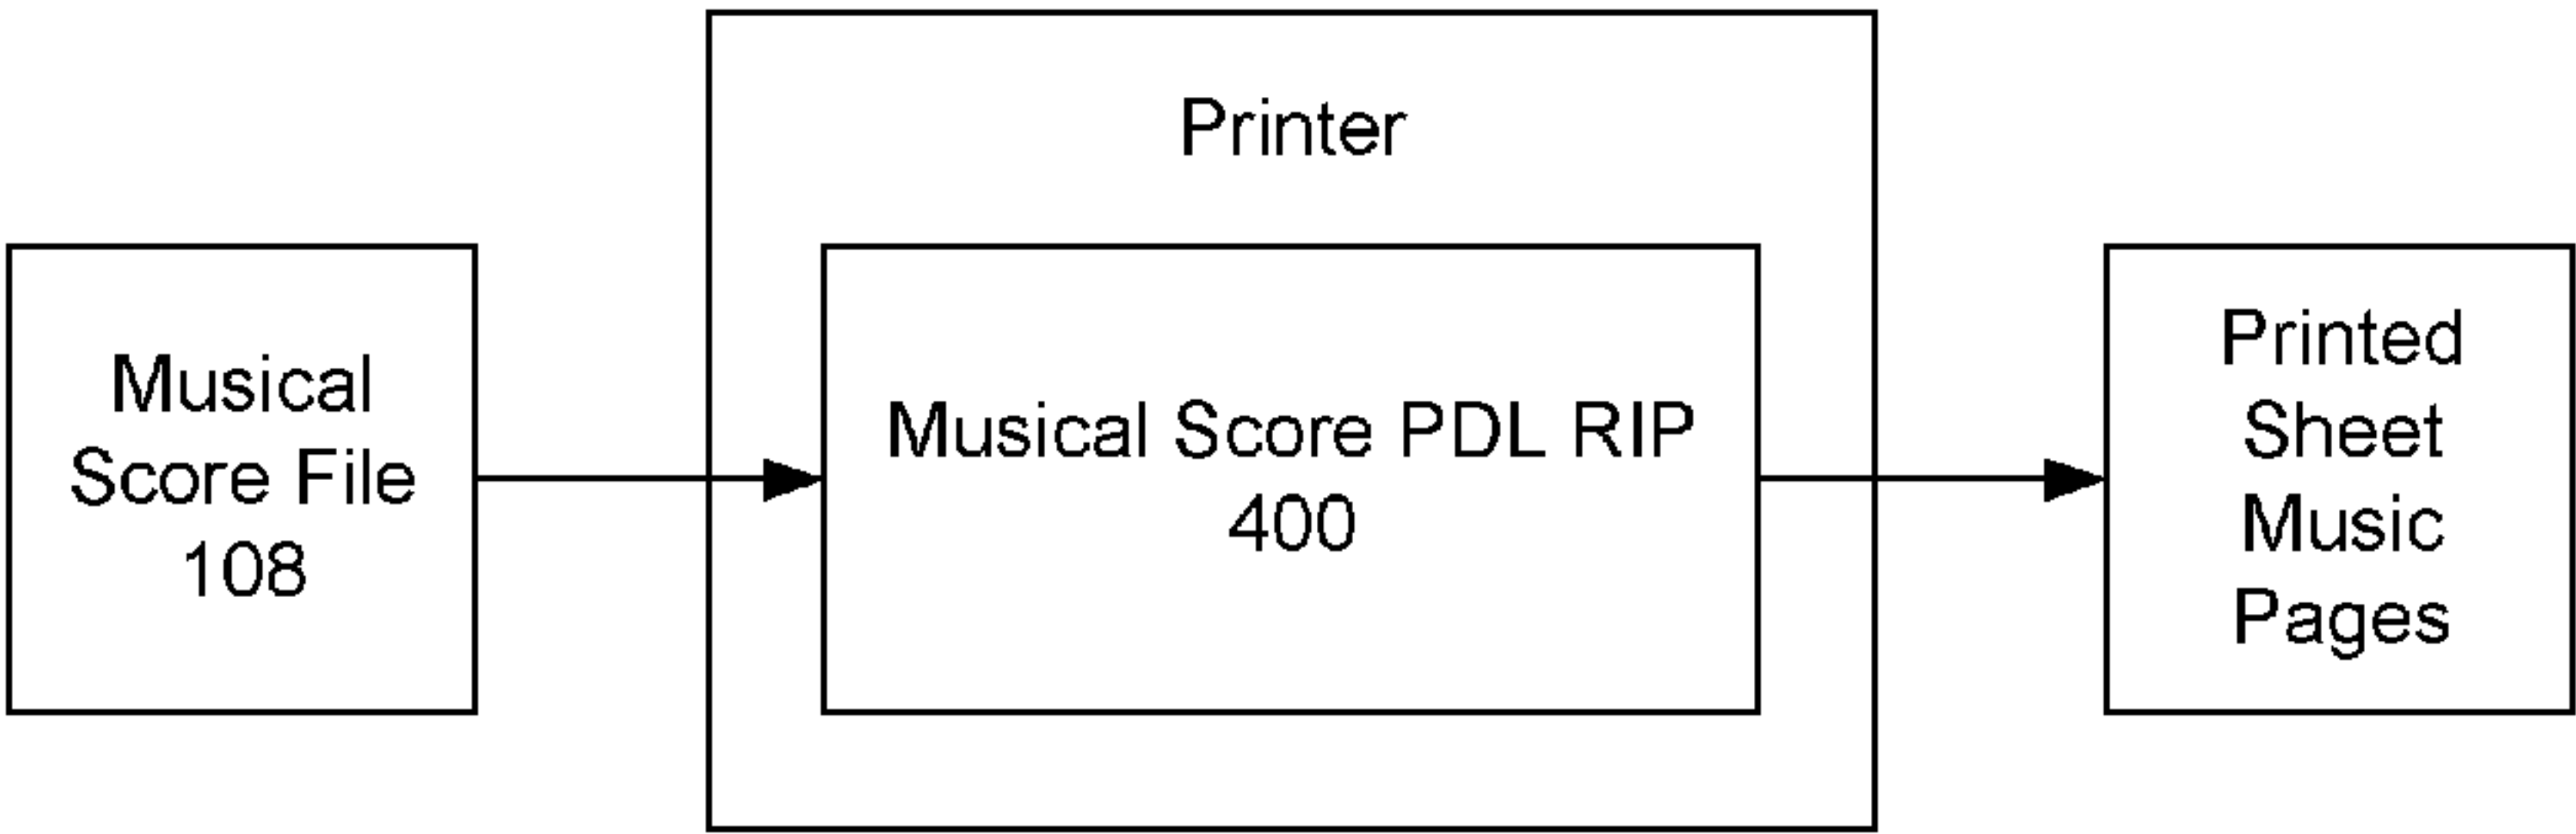 Printer
Musical
Score File
108
Musical Score PDL RIP
400
Printed
Sheet
Music
Pages